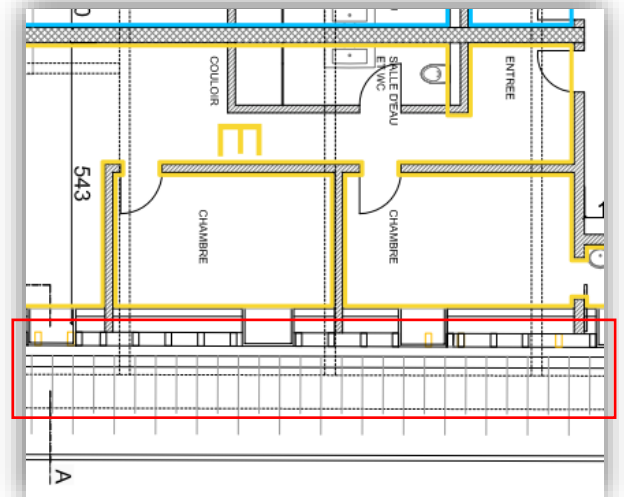 COULOIR
SALLE D'EAU
ET WC
ENTREE
E
543
CHAMBRE
CHAMBRE
A